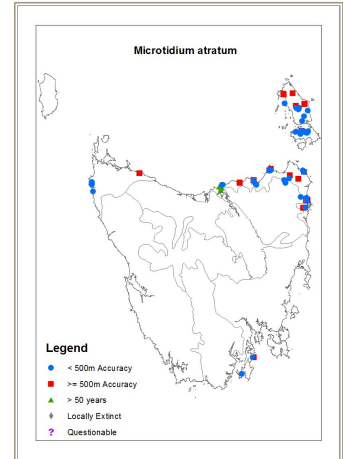 Microtidium atratum
Legend
< 500m Accuracy
>= 500m Accuracy
> 50 years
Locally Extinct
? Questionable